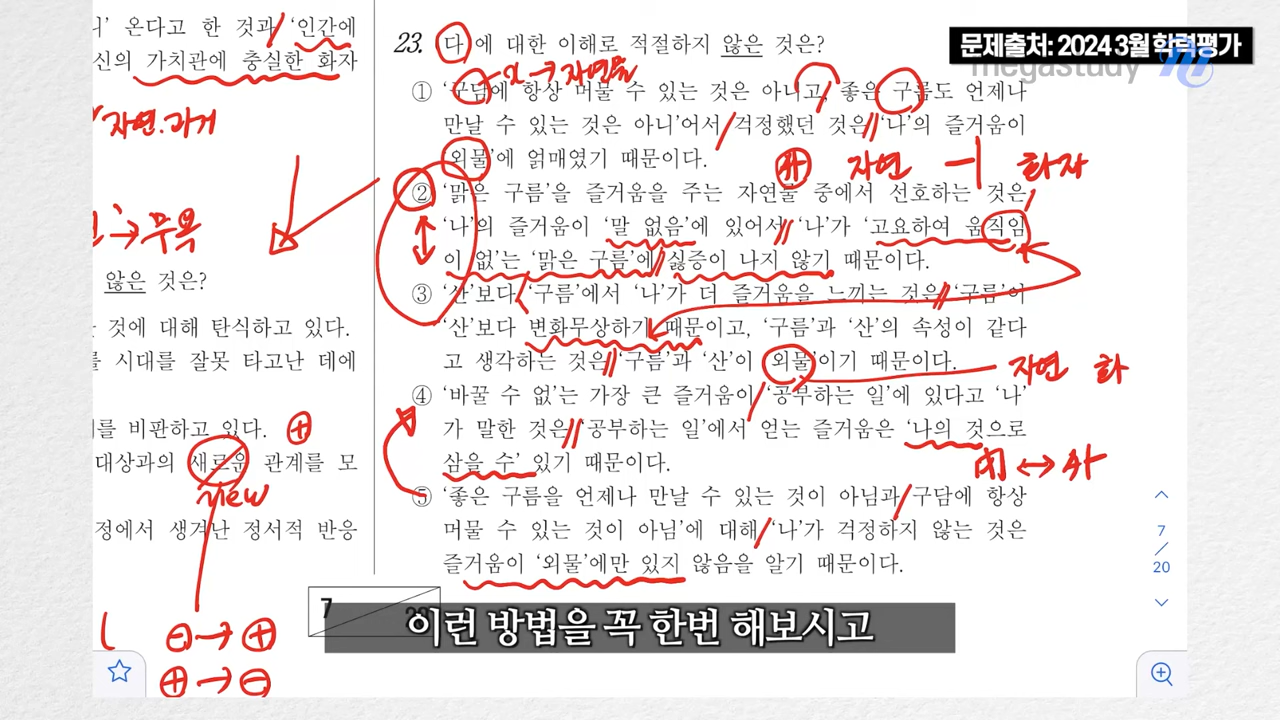 문제출처: 2024 3월 학력평가
megastudy
' 온다고 한 것과 '인간에
신의 가치관에 충실한 화자
자연.과거
→무욕
않은 것은?
것에 대해 탄식하고 있다.
를 시대를 잘못 타고난 데에
를 비판하고 있다.
대상과의 새로운 관계를 모
view
정에서 생겨난 정서적 반응
⊖→⊕
⊕→⊖
23. 다 에 대한 이해로 적절하지 않은 것은?
→자연물
① '구담에 항상 머물 수 있는 것은 아니고, 좋은 구름도 언제나
만날 수 있는 것은 아니'어서 걱정했던 것은 '나'의 즐거움이
'외물'에 얽매였기 때문이다.
자연 ㅓ 화자
② '맑은 구름'을 즐거움을 주는 자연물 중에서 선호하는 것은
'나'의 즐거움이 '말 없음'에 있어서 '나'가 '고요하여 움직임
이 없'는 '맑은 구름'에 싫증이 나지 않기 때문이다.
③ '산'보다 '구름'에서 '나'가 더 즐거움을 느끼는 것은 '구름'이
'산'보다 변화무상하기 때문이고, '구름'과 '산'의 속성이 같다
고 생각하는 것은 '구름'과 '산'이 '외물'이기 때문이다.
자연 화
④ '바꿀 수 없'는 가장 큰 즐거움이 '공부하는 일'에 있다고 '나'
가 말한 것은 '공부하는 일'에서 얻는 즐거움은 '나의 것으로
삼을 수' 있기 때문이다.
⑤ '좋은 구름을 언제나 만날 수 있는 것이 아님과 구담에 항상
머물 수 있는 것이 아님'에 대해 '나'가 걱정하지 않는 것은
즐거움이 '외물'에만 있지 않음을 알기 때문이다.
7
20
7
이런 방법을 꼭 한번 해보시고